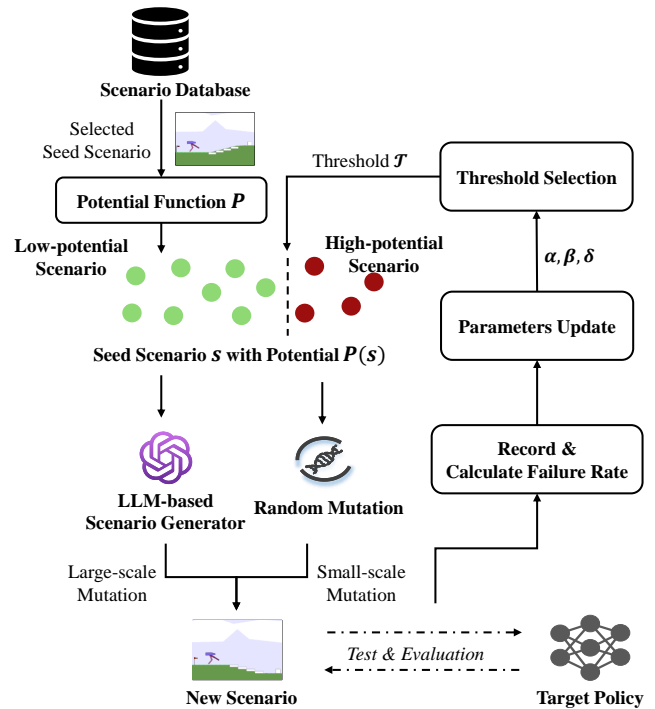 Scenario Database
Selected
Seed Scenario
Threshold 𝒯
Threshold Selection
Potential Function P
Low-potential
Scenario
High-potential
Scenario
α, β, δ
Parameters Update
Seed Scenario s with Potential P(s)
Record &
Calculate Failure Rate
LLM-based
Scenario Generator
Random Mutation
Large-scale
Mutation
Small-scale
Mutation
Test & Evaluation
New Scenario
Target Policy